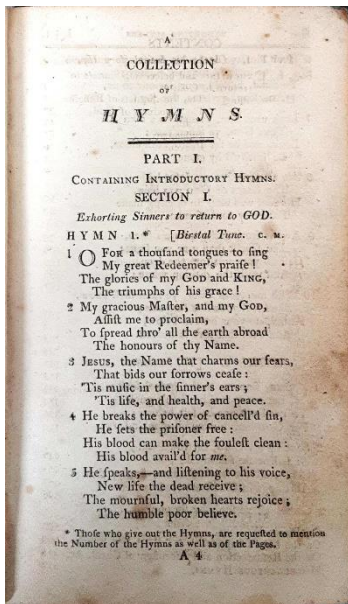 A
COLLECTION
OF
HYMNS.
PART I.
CONTAINING INTRODUCTORY HYMNS.
SECTION I.
Exhorting Sinners to return to GOD.
HYMN 1.* [Birstal Tune. C. M.
1 O FOR a thouſand tongues to ſing
My great Redeemer's praiſe!
The glories of my GOD and KING,
The triumphs of his grace!
2 My gracious Maſter, and my GOD,
Aſſiſt me to proclaim,
To ſpread thro' all the earth abroad
The honours of thy Name.
3 JESUS, the Name that charms our fears,
That bids our ſorrows ceaſe:
'Tis muſic in the ſinner's ears;
'Tis life, and health, and peace.
4 He breaks the power of cancell'd ſin,
He ſets the priſoner free:
His blood can make the fouleſt clean:
His blood avail'd for me.
5 He ſpeaks,—and liſtening to his voice,
New life the dead receive;
The mournful, broken hearts rejoice;
The humble poor believe.
* Thoſe who give out the Hymns, are requeſted to mention
the Number of the Hymns as well as of the Pages.
A 4